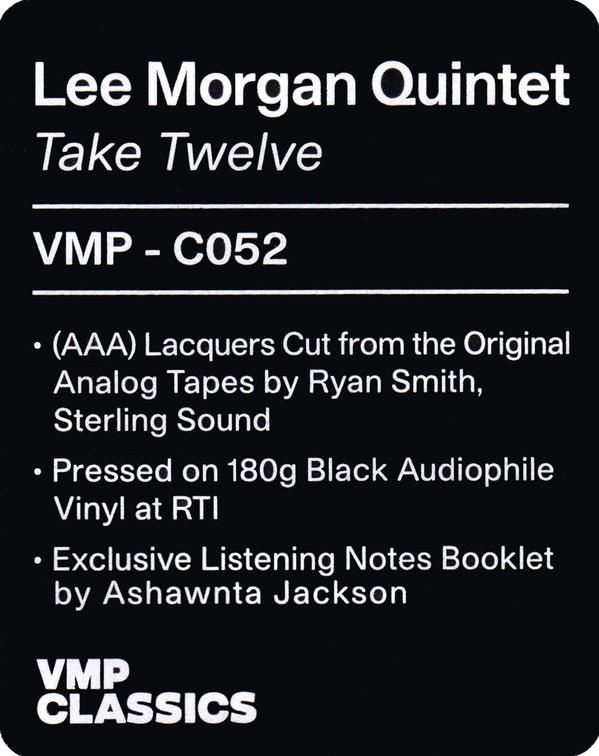 Lee Morgan Quintet
Take Twelve
VMP - C052
• (AAA) Lacquers Cut from the Original
Analog Tapes by Ryan Smith,
Sterling Sound
• Pressed on 180g Black Audiophile
Vinyl at RTI
• Exclusive Listening Notes Booklet
by Ashawnta Jackson
VMP
CLASSICS